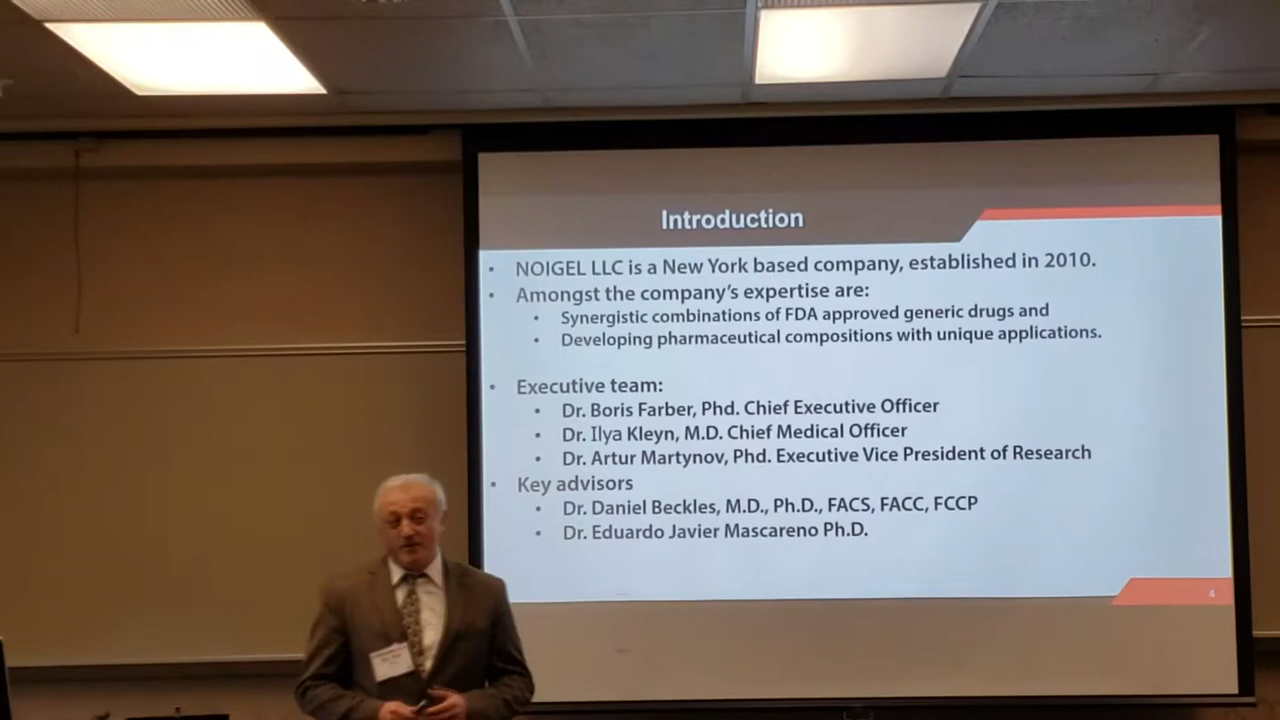 Introduction
• NOIGEL LLC is a New York based company, established in 2010.
• Amongst the company's expertise are:
• Synergistic combinations of FDA approved generic drugs and
• Developing pharmaceutical compositions with unique applications.
• Executive team:
• Dr. Boris Farber, Phd. Chief Executive Officer
• Dr. Ilya Kleyn, M.D. Chief Medical Officer
• Dr. Artur Martynov, Phd. Executive Vice President of Research
• Key advisors
• Dr. Daniel Beckles, M.D., Ph.D., FACS, FACC, FCCP
• Dr. Eduardo Javier Mascareno Ph.D.
4